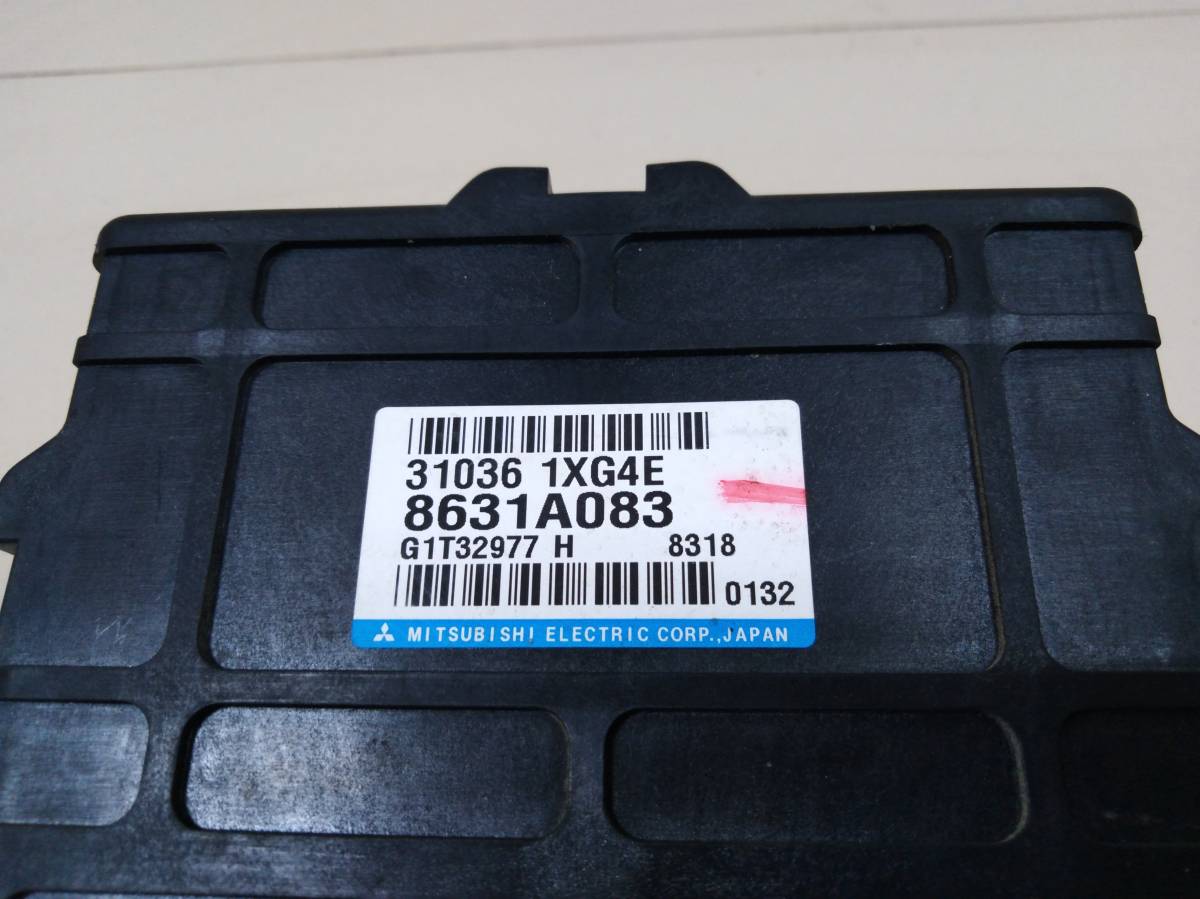 31036 1XG4E
8631A083
G1T32977 H 8318
0132
MITSUBISHI ELECTRIC CORP.,JAPAN